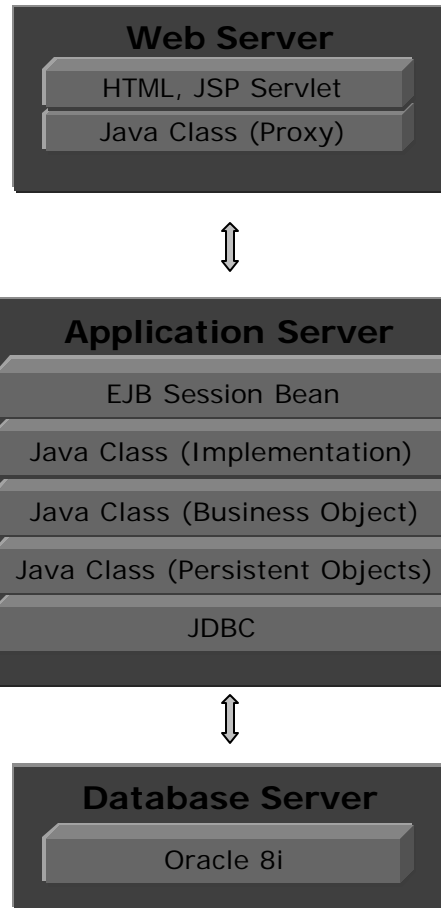 Web Server
HTML, JSP Servlet
Java Class (Proxy)
Application Server
EJB Session Bean
Java Class (Implementation)
Java Class (Business Object)
Java Class (Persistent Objects)
JDBC
Database Server
Oracle 8i